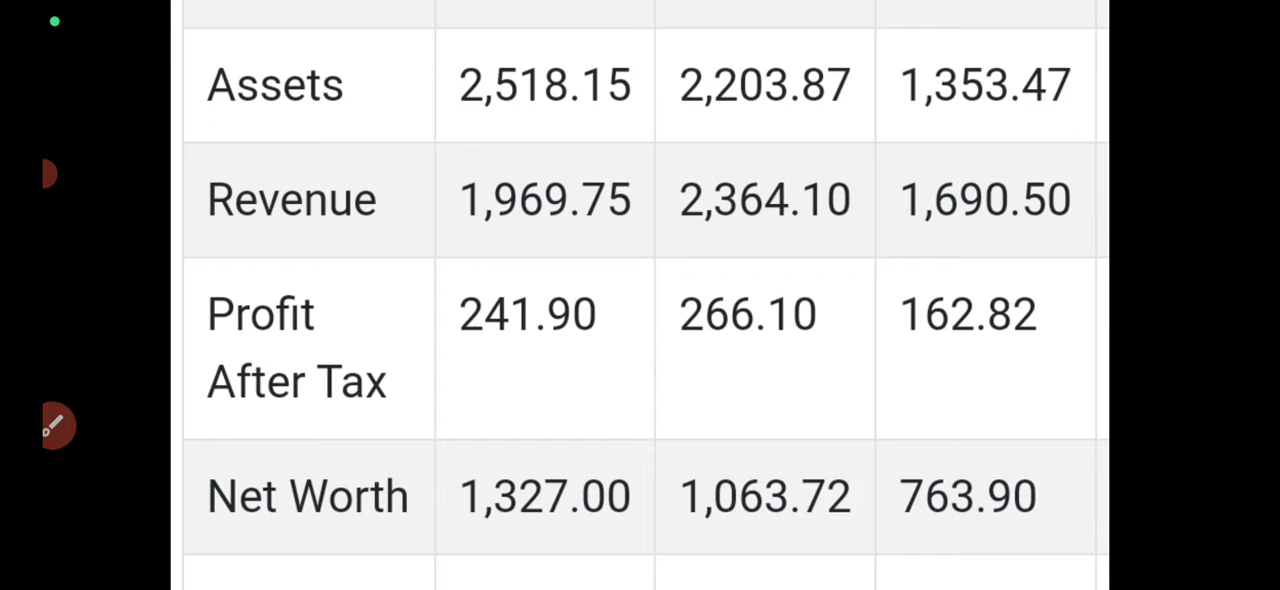 Assets 2,518.15 2,203.87 1,353.47
Revenue 1,969.75 2,364.10 1,690.50
Profit 241.90 266.10 162.82
After Tax
Net Worth 1,327.00 1,063.72 763.90